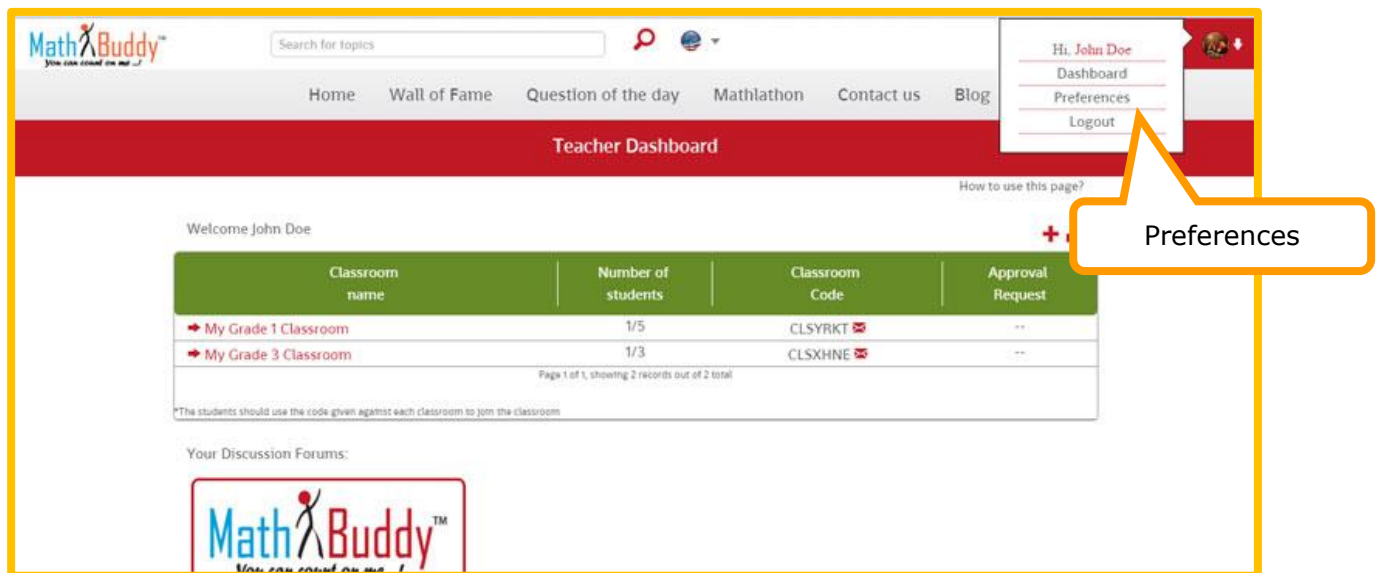 Math Buddy™
You can count on me ...!
Search for topics
Hi, John Doe
Dashboard
Preferences
Logout
Home Wall of Fame Question of the day Mathlathon Contact us Blog
Teacher Dashboard
How to use this page?
Preferences
Welcome John Doe
Classroom name Number of students Classroom Code Approval Request
My Grade 1 Classroom 1/5 CLSYRKT --
My Grade 3 Classroom 1/3 CLSXHNE --
Page 1 of 1, showing 2 records out of 2 total
*The students should use the code given against each classroom to join the classroom
Your Discussion Forums:
Math Buddy™
You can count on me ...!